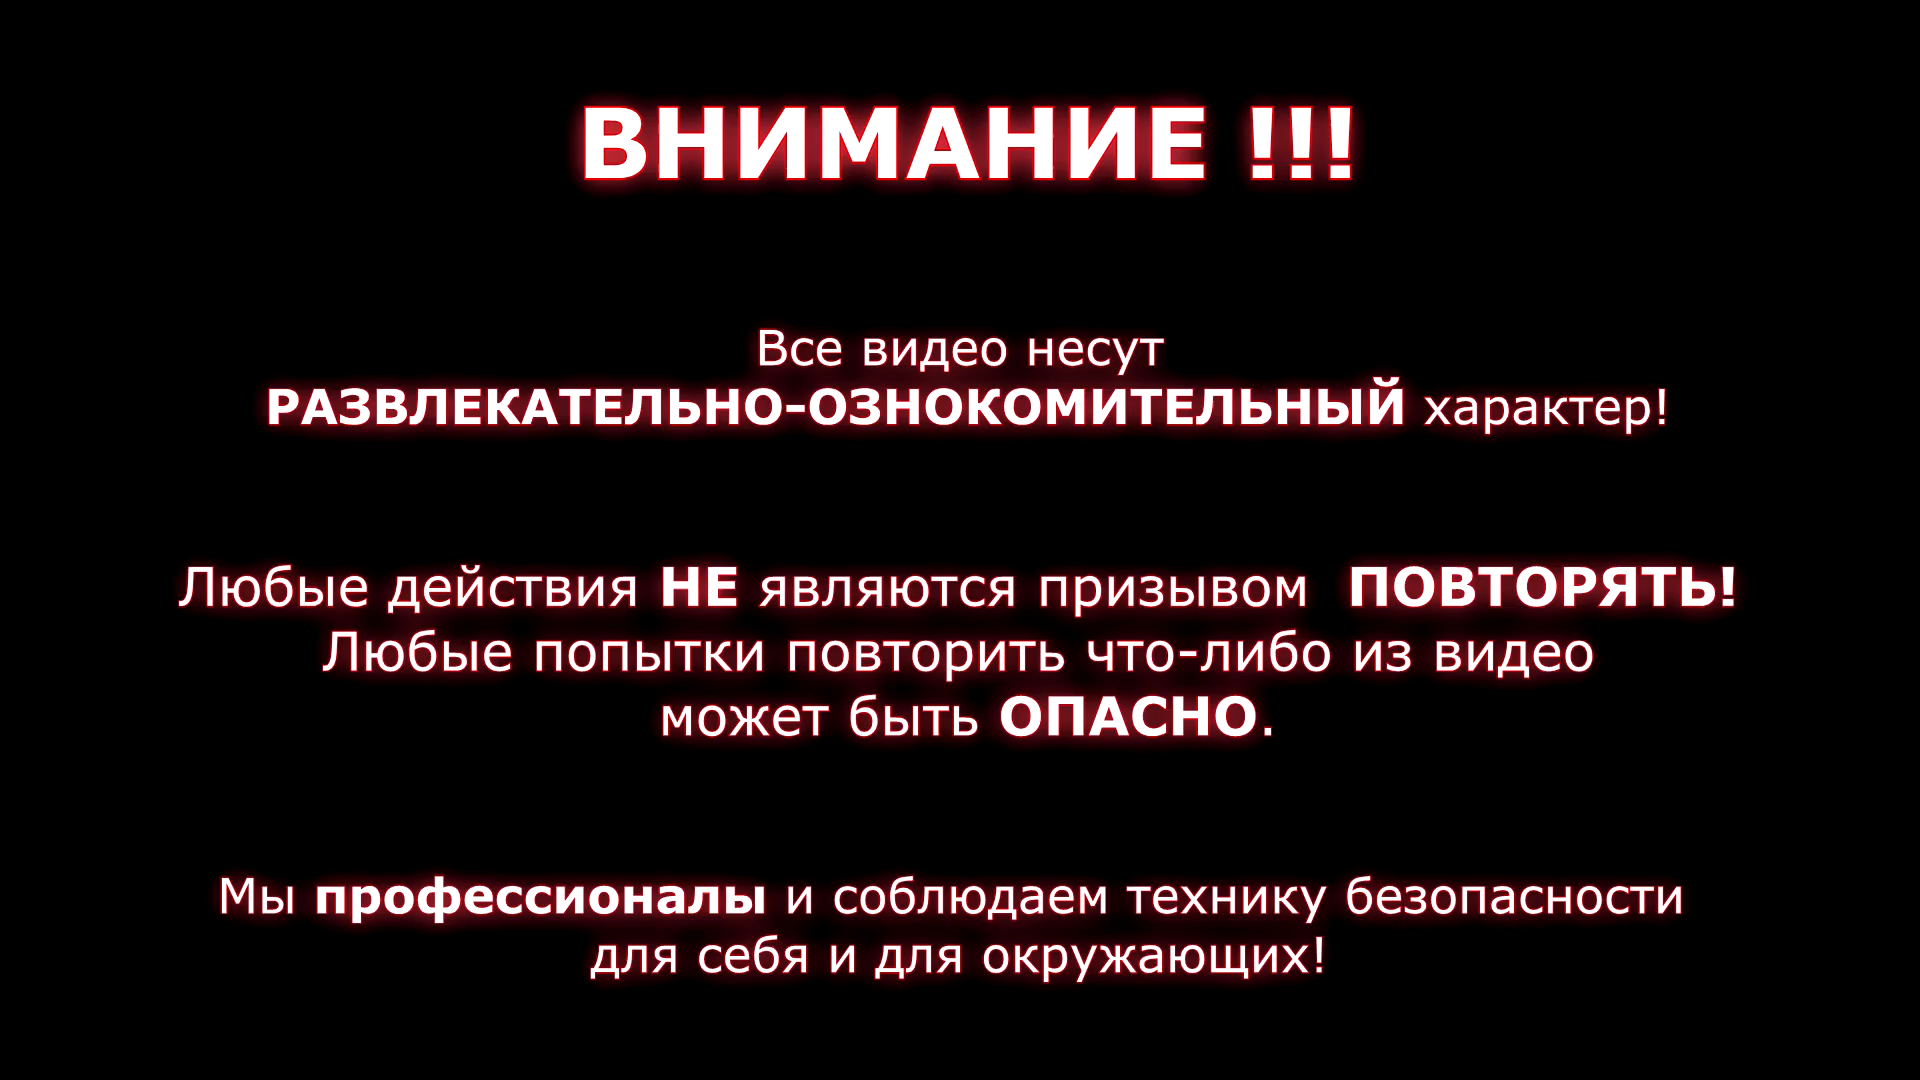 ВНИМАНИЕ !!!
Все видео несут
РАЗВЛЕКАТЕЛЬНО-ОЗНОКОМИТЕЛЬНЫЙ характер!
Любые действия НЕ являются призывом ПОВТОРЯТЬ!
Любые попытки повторить что-либо из видео
может быть ОПАСНО.
Мы профессионалы и соблюдаем технику безопасности
для себя и для окружающих!